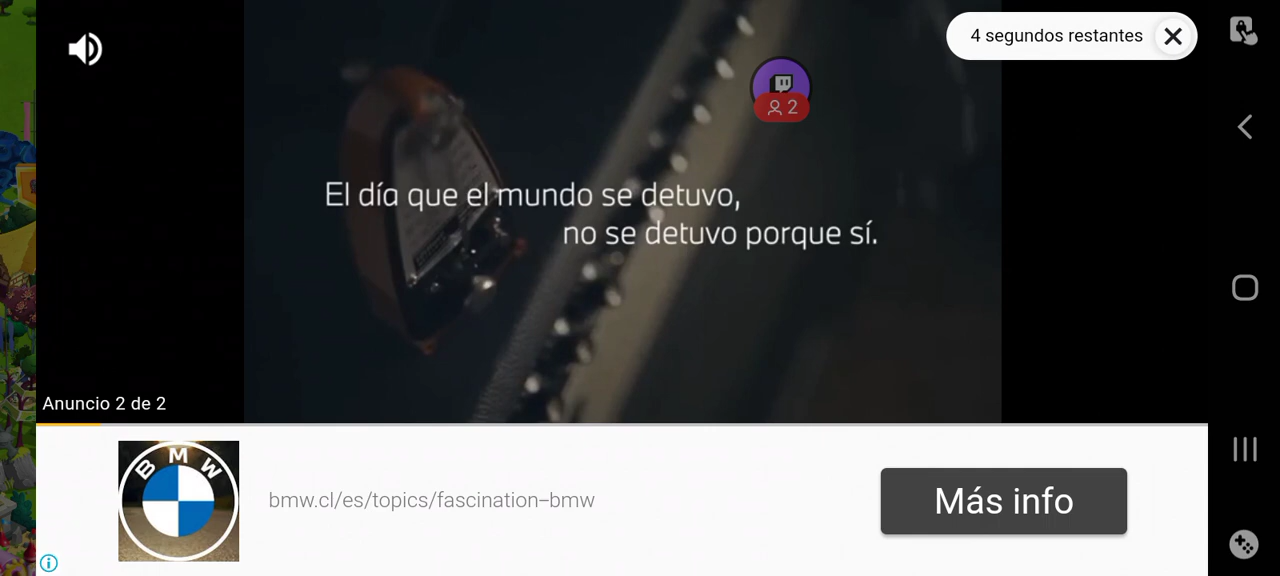 4 segundos restantes
2
El día que el mundo se detuvo,
no se detuvo porque sí.
Anuncio 2 de 2
BMW
bmw.cl/es/topics/fascination-bmw
Más info